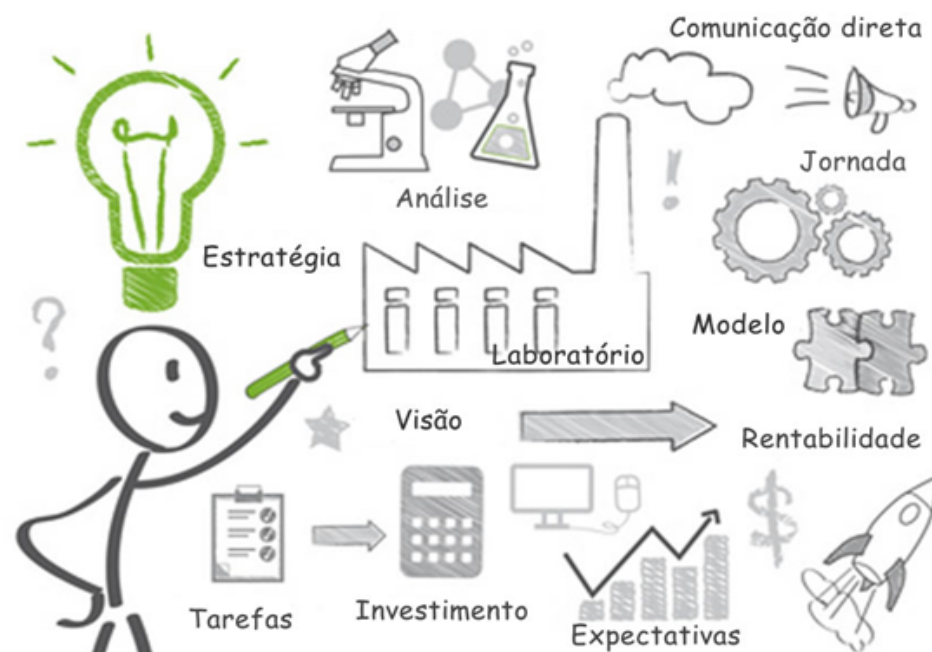 Comunicação direta
Jornada
Análise
Estratégia
Modelo
Laboratório
Visão
Rentabilidade
Tarefas
Investimento
Expectativas